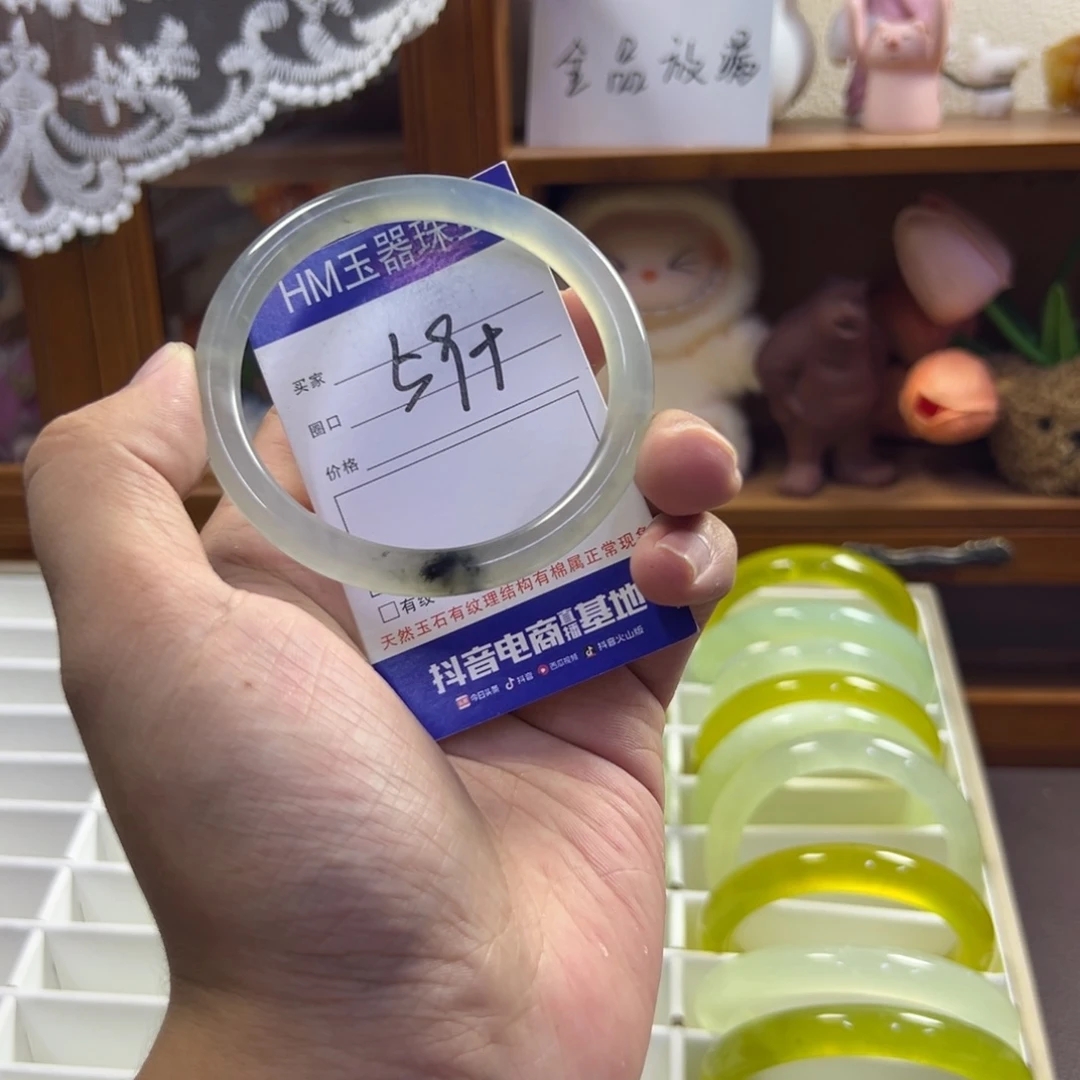 全品放漏
HM玉器珠宝
买家
59+
圈口
价格
有纹
天然玉石有纹理结构有棉属正常现象
抖音电商直播基地
今日头条 抖音 西瓜视频 抖音火山版